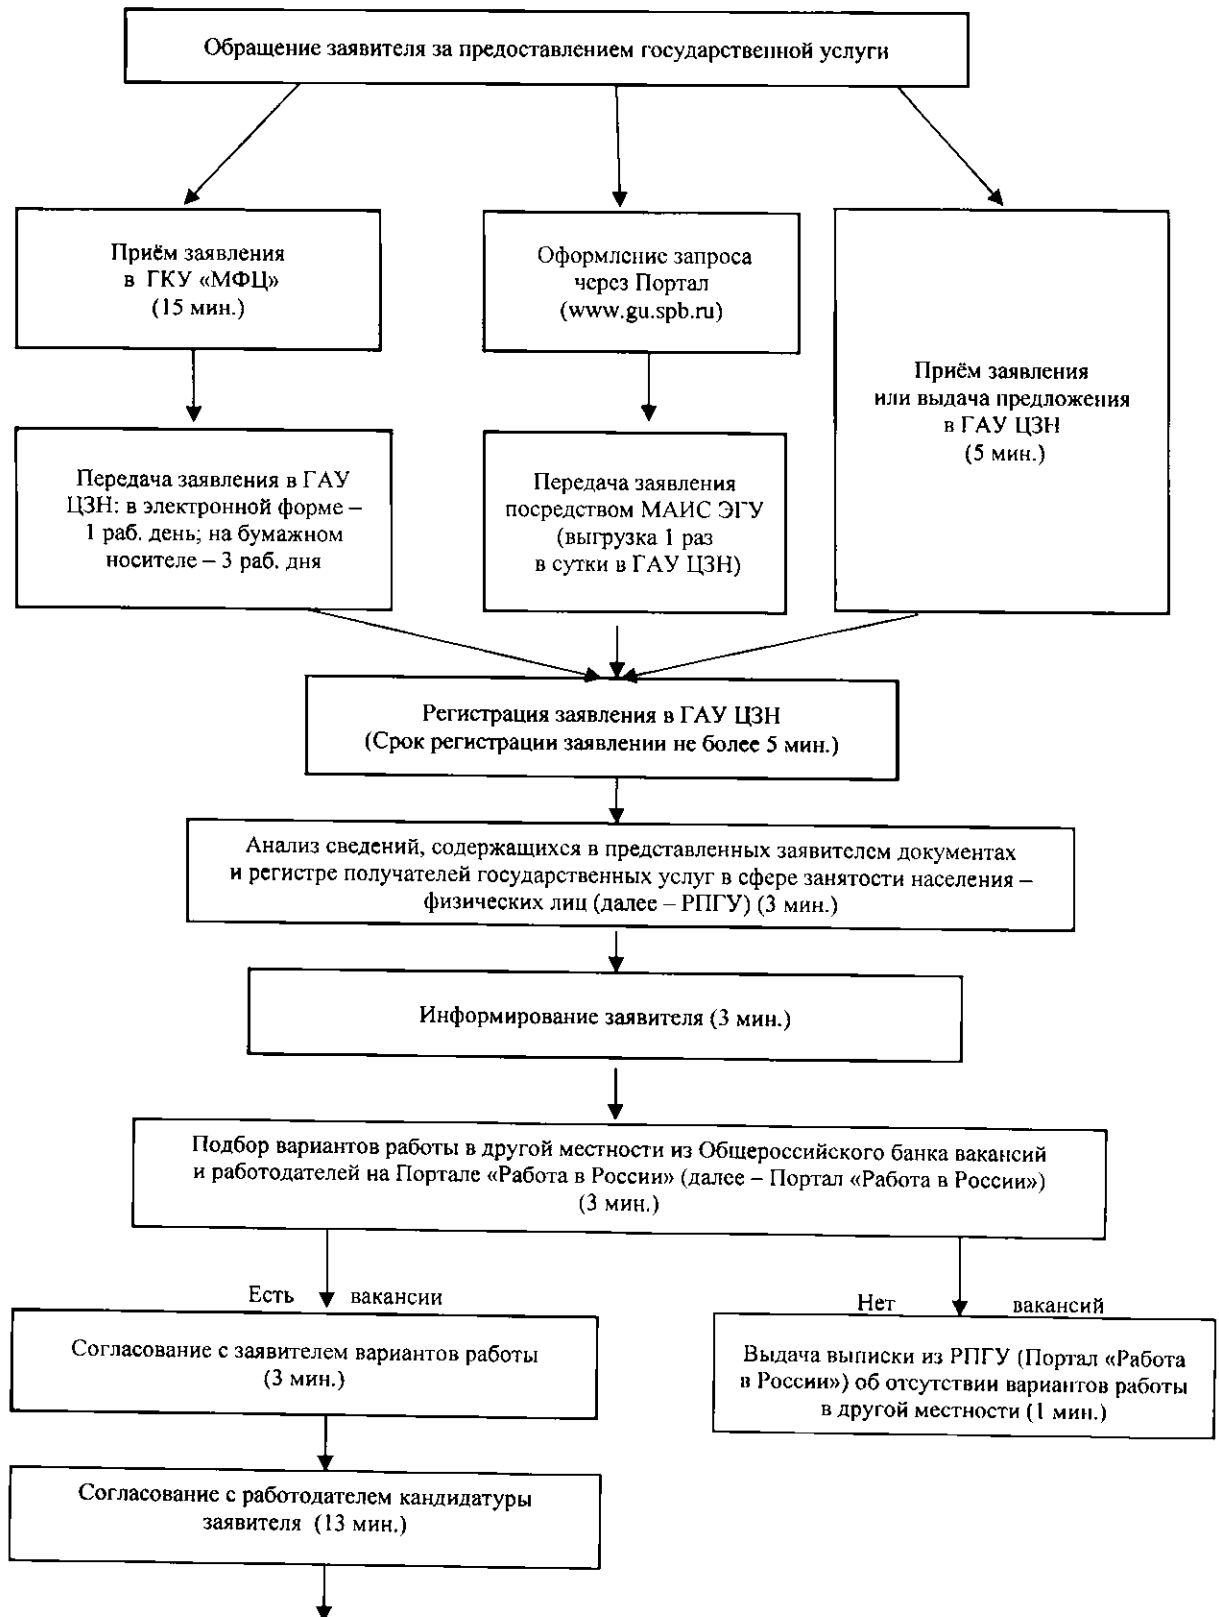 Обращение заявителя за предоставлением государственной услуги
Приём заявления
в ГКУ «МФЦ»
(15 мин.)
Оформление запроса
через Портал
(www.gu.spb.ru)
Приём заявления
или выдача предложения
в ГАУ ЦЗН
(5 мин.)
Передача заявления в ГАУ
ЦЗН: в электронной форме –
1 раб. день; на бумажном
носителе – 3 раб. дня
Передача заявления
посредством МАИС ЭГУ
(выгрузка 1 раз
в сутки в ГАУ ЦЗН)
Регистрация заявления в ГАУ ЦЗН
(Срок регистрации заявлении не более 5 мин.)
Анализ сведений, содержащихся в представленных заявителем документах
и регистре получателей государственных услуг в сфере занятости населения –
физических лиц (далее – РПГУ) (3 мин.)
Информирование заявителя (3 мин.)
Подбор вариантов работы в другой местности из Общероссийского банка вакансий
и работодателей на Портале «Работа в России» (далее – Портал «Работа в России»)
(3 мин.)
Есть вакансии
Нет вакансий
Согласование с заявителем вариантов работы
(3 мин.)
Выдача выписки из РПГУ (Портал «Работа
в России») об отсутствии вариантов работы
в другой местности (1 мин.)
Согласование с работодателем кандидатуры
заявителя (13 мин.)